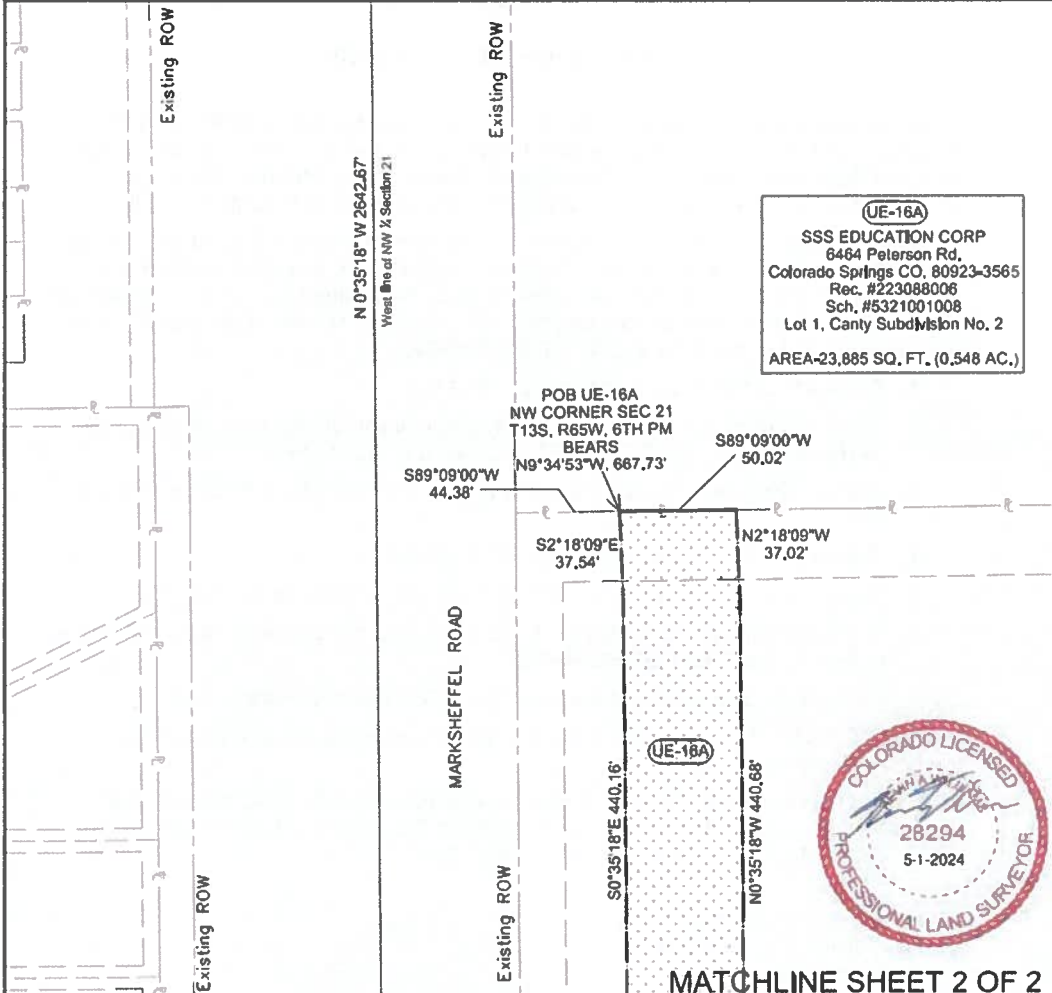 Existing ROW
Existing ROW
N 0°35'18" W 2642.67'
West line of NW ¼ Section 21
UE-16A
SSS EDUCATION CORP
6464 Peterson Rd.
Colorado Springs CO, 80923-3565
Rec. #223088006
Sch. #5321001008
Lot 1, Canty Subdivision No. 2
AREA-23,885 SQ. FT. (0.548 AC.)
POB UE-16A
NW CORNER SEC 21
T13S, R65W, 6TH PM
BEARS
N9°34'53"W, 667.73'
S89°09'00"W
50.02'
S89°09'00"W
44.38'
S2°18'09"E
37.54'
N2°18'09"W
37.02'
MARKSHEFFEL ROAD
UE-16A
S0°35'18"E 440.16'
N0°35'18"W 440.68'
COLORADO LICENSED
28294
5-1-2024
PROFESSIONAL LAND SURVEYOR
Existing ROW
Existing ROW
MATCHLINE SHEET 2 OF 2